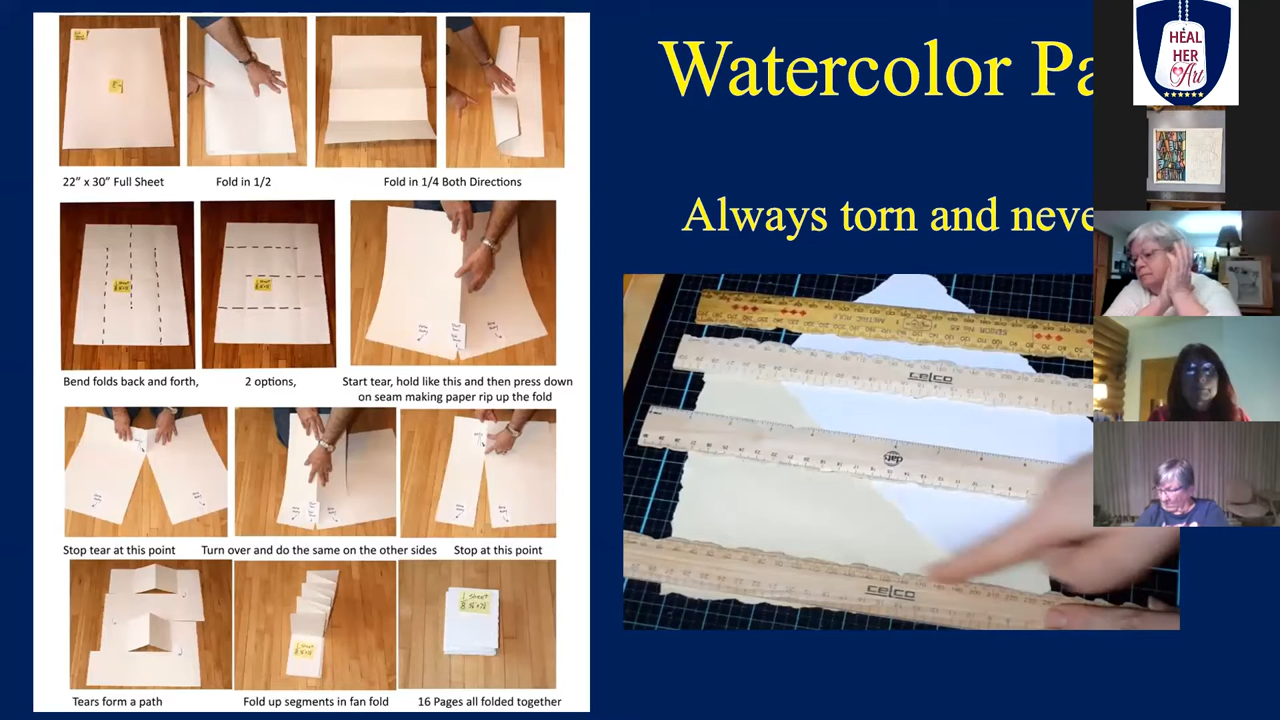 22” x 30” Full Sheet
Fold in 1/2
Fold in 1/4 Both Directions
Bend folds back and forth,
2 options,
Start tear, hold like this and then press down
on seam making paper rip up the fold
Stop tear at this point
Turn over and do the same on the other sides
Stop at this point
Tears form a path
Fold up segments in fan fold
16 Pages all folded together
Watercolor Pa
Always torn and neve
celco
dats
celco
HEAL
HER
Art